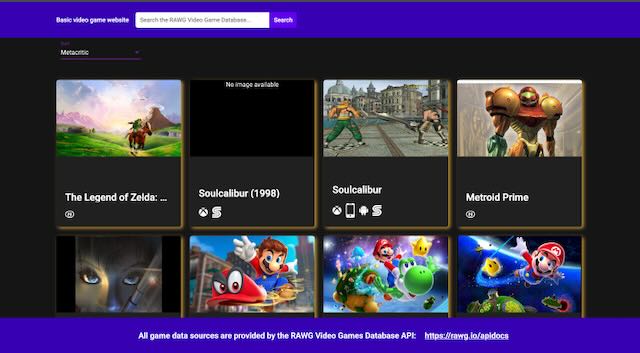 Basic video game website
Search the RAWG Video Game Database...
Search
Sort
Metacritic
No image available
The Legend of Zelda: ...
Soulcalibur (1998)
Soulcalibur
Metroid Prime
All game data sources are provided by the RAWG Video Games Database API: https://rawg.io/apidocs